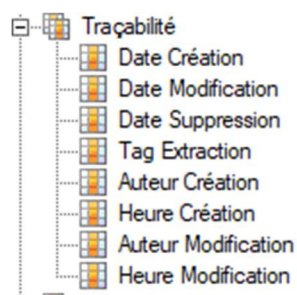 Traçabilité
Date Création
Date Modification
Date Suppression
Tag Extraction
Auteur Création
Heure Création
Auteur Modification
Heure Modification